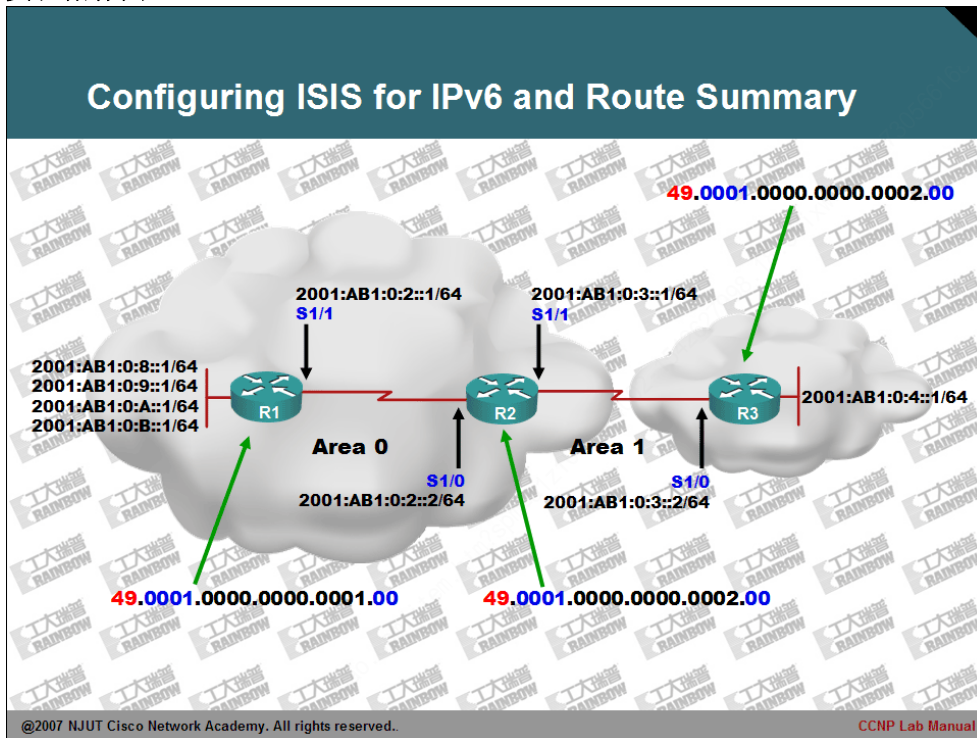 Configuring ISIS for IPv6 and Route Summary
49.0001.0000.0000.0002.00
2001:AB1:0:2::1/64
S1/1
2001:AB1:0:3::1/64
S1/1
2001:AB1:0:8::1/64
2001:AB1:0:9::1/64
2001:AB1:0:A::1/64
2001:AB1:0:B::1/64
R1
R2
R3
2001:AB1:0:4::1/64
Area 0
Area 1
S1/0
2001:AB1:0:2::2/64
S1/0
2001:AB1:0:3::2/64
49.0001.0000.0000.0001.00
49.0001.0000.0000.0002.00
工大瑞普
RAINBOW
@2007 NJUT Cisco Network Academy. All rights reserved..
CCNP Lab Manual